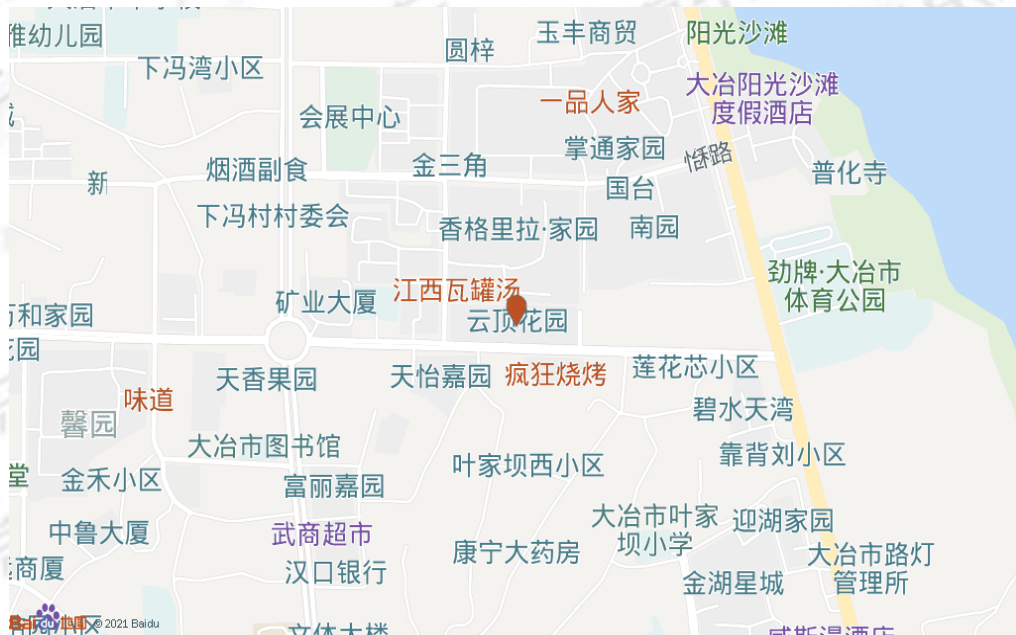 雅幼儿园
圆梓
玉丰商贸
阳光沙滩
下冯湾小区
大冶阳光沙滩
度假酒店
一品人家
会展中心
掌通家园
烟酒副食
金三角
路
普化寺
新
国台
下冯村村委会
香格里拉·家园
南园
劲牌·大冶市
体育公园
江西瓦罐汤
矿业大厦
和家园
云顶花园
花园
天香果园
天怡嘉园
疯狂烧烤
莲花芯小区
味道
碧水天湾
馨园
大冶市图书馆
靠背刘小区
堂
金禾小区
叶家坝西小区
富丽嘉园
大冶市叶家
坝小学
迎湖家园
中鲁大厦
武商超市
康宁大药房
大冶市路灯
管理所
商厦
汉口银行
金湖星城
© 2021 Baidu